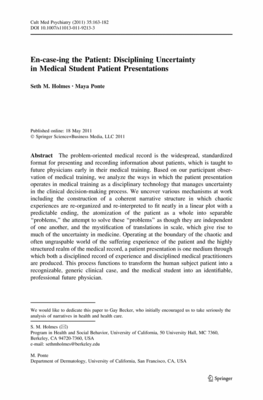 Cult Med Psychiatry (2011) 35:163-182
DOI 10.1007/s11013-011-9213-3
En-case-ing the Patient: Disciplining Uncertainty
in Medical Student Patient Presentations
Seth M. Holmes · Maya Ponte
Published online: 18 May 2011
© Springer Science+Business Media, LLC 2011
Abstract The problem-oriented medical record is the widespread, standardized
format for presenting and recording information about patients, which is taught to
future physicians early in their medical training. Based on our participant obser-
vation of medical training, we analyze the ways in which the patient presentation
operates in medical training as a disciplinary technology that manages uncertainty
in the clinical decision-making process. We uncover various mechanisms at work
including the construction of a coherent narrative structure in which chaotic
experiences are re-organized and re-interpreted to fit neatly in a linear plot with a
predictable ending, the atomization of the patient as a whole into separable
“problems,” the attempt to solve these “problems” as though they are independent
of one another, and the mystification of translations in scale, which give rise to
much of the uncertainty in medicine. Operating at the boundary of the chaotic and
often ungraspable world of the suffering experience of the patient and the highly
structured realm of the medical record, a patient presentation is one medium through
which both a disciplined record of experience and disciplined medical practitioners
are produced. This process functions to transform the human subject patient into a
recognizable, generic clinical case, and the medical student into an identifiable,
professional future physician.
We would like to dedicate this paper to Gay Becker, who initially encouraged us to take seriously the
analysis of narratives in health and health care.
S. M. Holmes (✉)
Program in Health and Social Behavior, University of California, 50 University Hall, MC 7360,
Berkeley, CA 94720-7360, USA
e-mail: sethmholmes@berkeley.edu
M. Ponte
Department of Dermatology, University of California, San Francisco, CA, USA
Springer